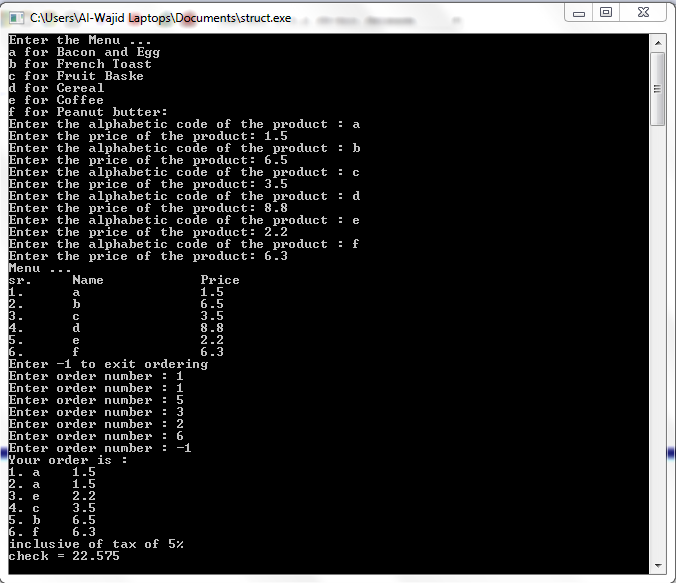 C:\Users\Al-Wajid Laptops\Documents\struct.exe
Enter the Menu ...
a for Bacon and Egg
b for French Toast
c for Fruit Baske
d for Cereal
e for Coffee
f for Peanut butter:
Enter the alphabetic code of the product : a
Enter the price of the product: 1.5
Enter the alphabetic code of the product : b
Enter the price of the product: 6.5
Enter the alphabetic code of the product : c
Enter the price of the product: 3.5
Enter the alphabetic code of the product : d
Enter the price of the product: 8.8
Enter the alphabetic code of the product : e
Enter the price of the product: 2.2
Enter the alphabetic code of the product : f
Enter the price of the product: 6.3
Menu ...
sr. Name Price
1. a 1.5
2. b 6.5
3. c 3.5
4. d 8.8
5. e 2.2
6. f 6.3
Enter -1 to exit ordering
Enter order number : 1
Enter order number : 1
Enter order number : 5
Enter order number : 3
Enter order number : 2
Enter order number : 6
Enter order number : -1
Your order is :
1. a 1.5
2. a 1.5
3. e 2.2
4. c 3.5
5. b 6.5
6. f 6.3
inclusive of tax of 5%
check = 22.575